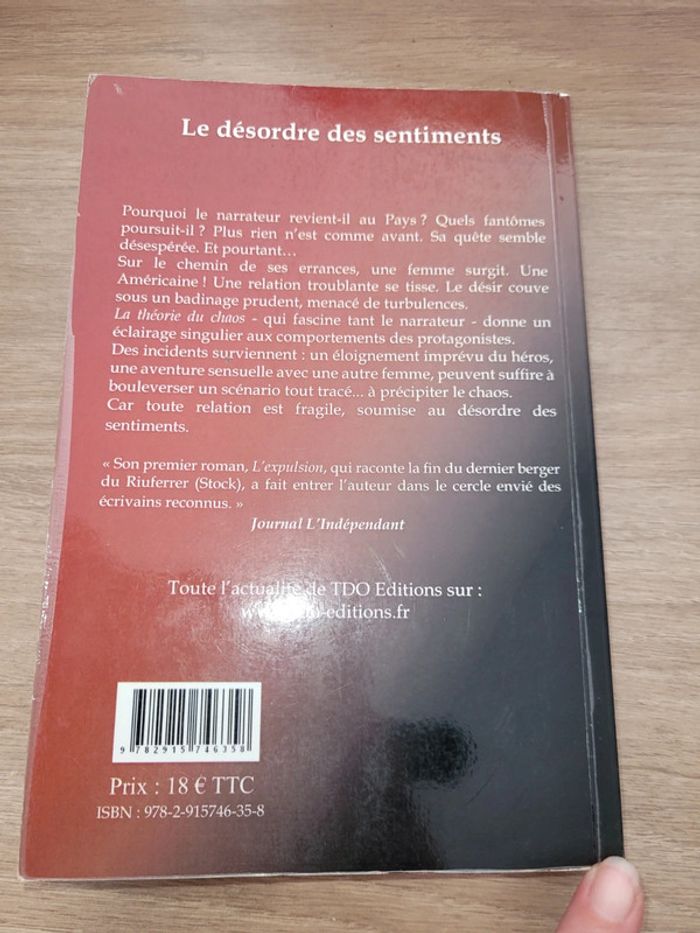 Le désordre des sentiments
Pourquoi le narrateur revient-il au Pays ? Quels fantômes
poursuit-il ? Plus rien n'est comme avant. Sa quête semble
désespérée. Et pourtant...
Sur le chemin de ses errances, une femme surgit. Une
Américaine ! Une relation troublante se tisse. Le désir couve
sous un badinage prudent, menacé de turbulences.
La théorie du chaos - qui fascine tant le narrateur - donne un
éclairage singulier aux comportements des protagonistes.
Des incidents surviennent : un éloignement imprévu du héros,
une aventure sensuelle avec une autre femme, peuvent suffire à
bouleverser un scénario tout tracé... à précipiter le chaos.
Car toute relation est fragile, soumise au désordre des
sentiments.
« Son premier roman, L'expulsion, qui raconte la fin du dernier berger
du Riuferrer (Stock), a fait entrer l'auteur dans le cercle envié des
écrivains reconnus. »
Journal L'Indépendant
Toute l'actualité de TDO Editions sur :
9 782915 746358
Prix : 18 € TTC
ISBN : 978-2-915746-35-8